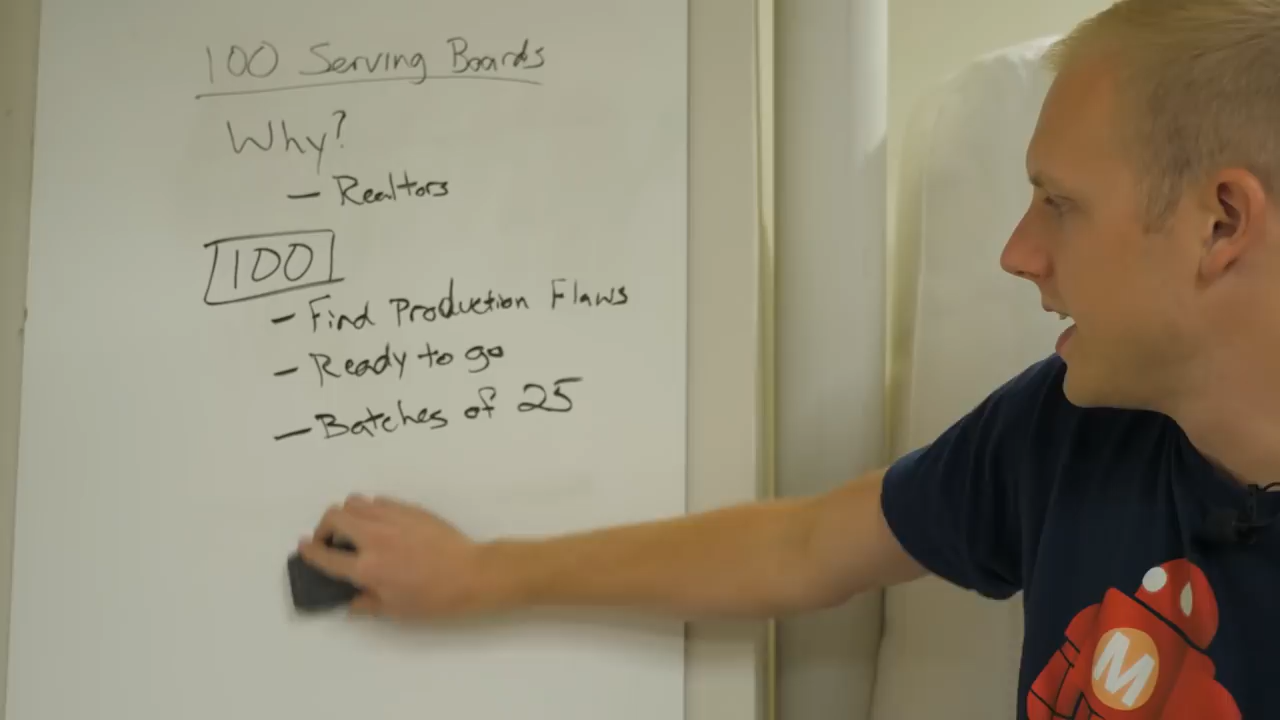 100 Serving Boards
Why?
– Realtors
100
– Find Production Flaws
– Ready to go
– Batches of 25
M